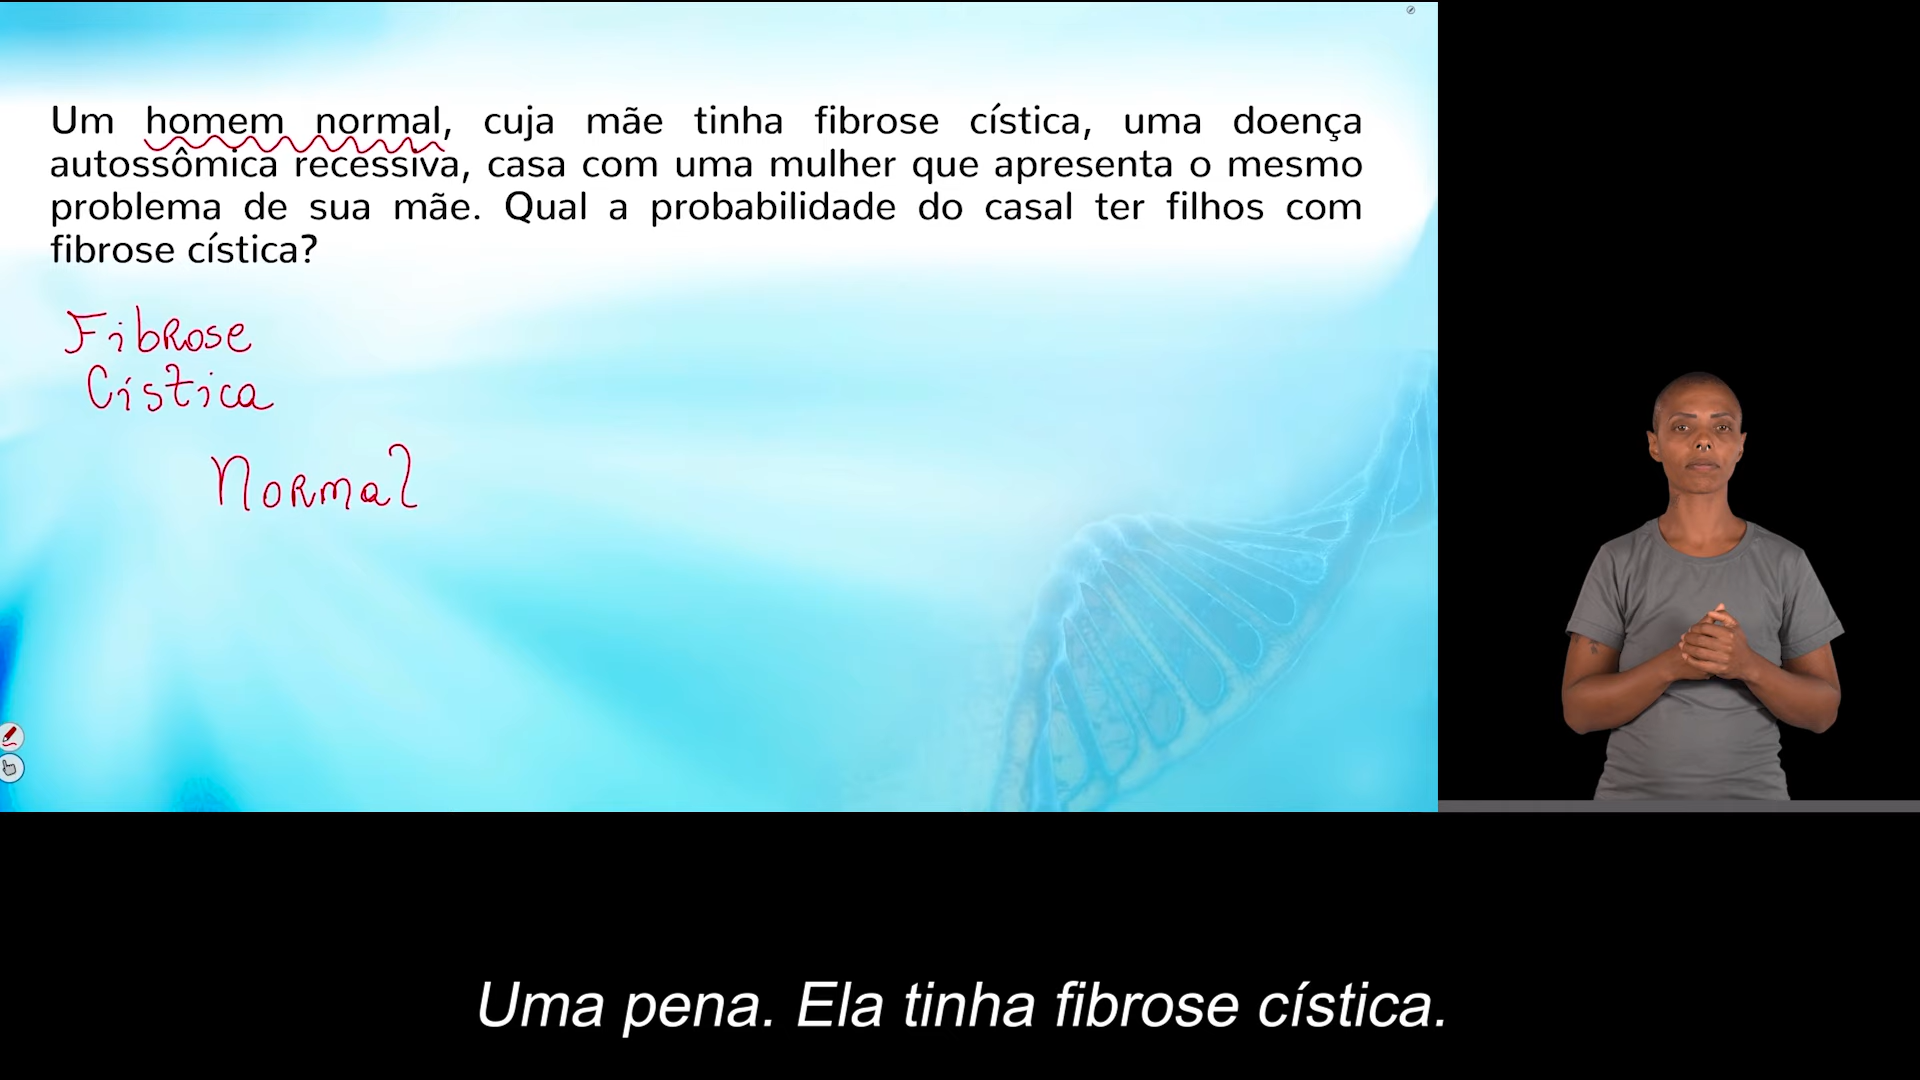 Um homem normal, cuja mãe tinha fibrose cística, uma doença
autossômica recessiva, casa com uma mulher que apresenta o mesmo
problema de sua mãe. Qual a probabilidade do casal ter filhos com
fibrose cística?
Fibrose
Cística
Normal
Uma pena. Ela tinha fibrose cística.